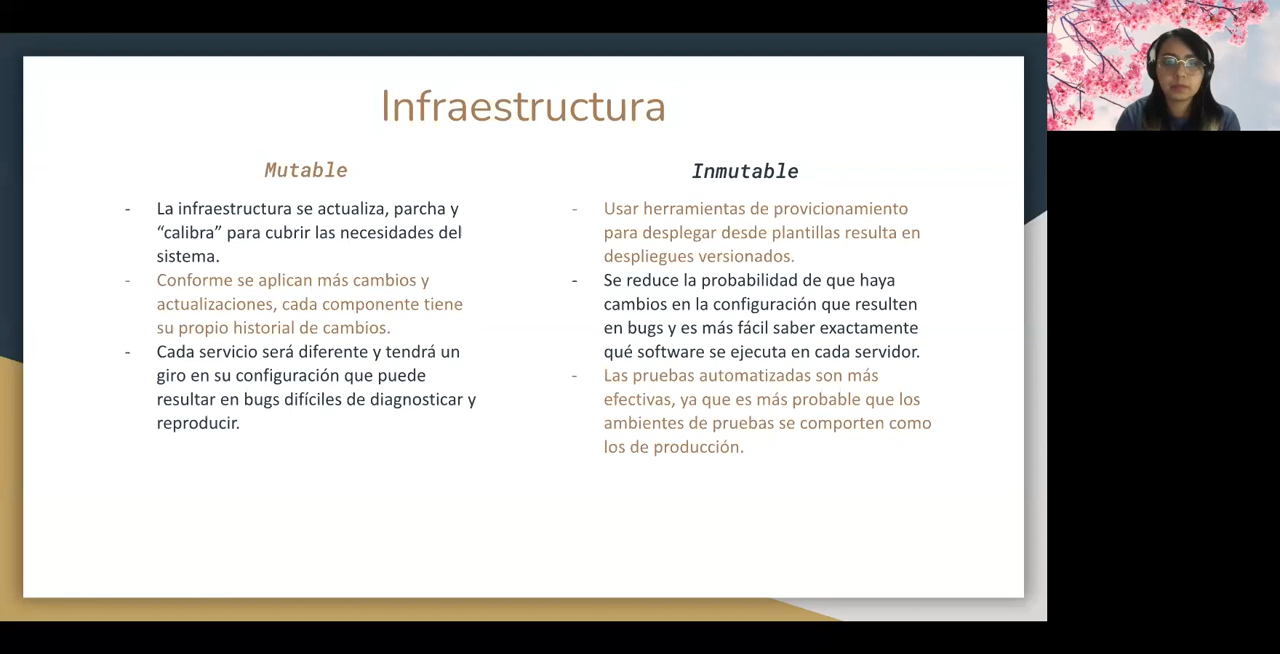 Infraestructura
Mutable
- La infraestructura se actualiza, parcha y
“calibra” para cubrir las necesidades del
sistema.
- Conforme se aplican más cambios y
actualizaciones, cada componente tiene
su propio historial de cambios.
- Cada servicio será diferente y tendrá un
giro en su configuración que puede
resultar en bugs difíciles de diagnosticar y
reproducir.
Inmutable
- Usar herramientas de provicionamiento
para desplegar desde plantillas resulta en
despliegues versionados.
- Se reduce la probabilidad de que haya
cambios en la configuración que resulten
en bugs y es más fácil saber exactamente
qué software se ejecuta en cada servidor.
- Las pruebas automatizadas son más
efectivas, ya que es más probable que los
ambientes de pruebas se comporten como
los de producción.